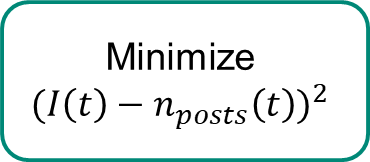 Minimize
(I(t) − n_posts(t))²